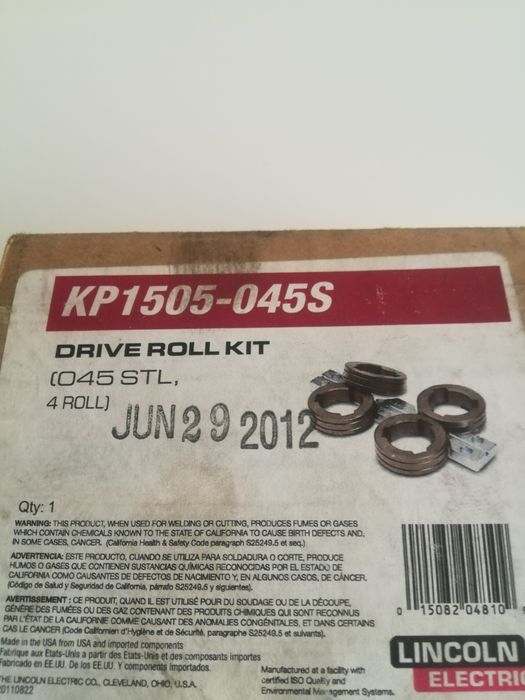 KP1505-045S
DRIVE ROLL KIT
(045 STL,
4 ROLL)
JUN 29 2012
Qty: 1
WARNING: THIS PRODUCT, WHEN USED FOR WELDING OR CUTTING, PRODUCES FUMES OR GASES
WHICH CONTAIN CHEMICALS KNOWN TO THE STATE OF CALIFORNIA TO CAUSE BIRTH DEFECTS AND,
IN SOME CASES, CANCER. (California Health & Safety Code paragraph S25249.5 et seq.)
ADVERTENCIA: ESTE PRODUCTO, CUANDO SE UTILIZA PARA SOLDADURA O CORTE, PRODUCE
HUMOS O GASES QUE CONTIENEN SUSTANCIAS QUÍMICAS RECONOCIDAS POR EL ESTADO DE
CALIFORNIA COMO CAUSANTES DE DEFECTOS DE NACIMIENTO Y, EN ALGUNOS CASOS, DE CÁNCER.
(Código de Salud y Seguridad de California, párrafo S25249.5 y siguientes).
AVERTISSEMENT : CE PRODUIT, QUAND IL EST UTILISÉ POUR DU SOUDAGE OU DE LA DÉCOUPE,
GÉNÈRE DES FUMÉES OU DES GAZ CONTENANT DES PRODUITS CHIMIQUES QUI SONT RECONNUS
PAR L'ÉTAT DE LA CALIFORNIE COMME CAUSANT DES ANOMALIES CONGÉNITALES, ET DANS CERTAINS
CAS LE CANCER (Code Californien d'Hygiène et de Sécurité, paragraphe S25249.5 et suivants).
Made in the USA from USA and imported components
Fabrique aux Etats-Unis a partir des Etats-Unis et des composants importes
Fabricado en EE.UU. De los EE.UU. Y componentes importados.
THE LINCOLN ELECTRIC CO., CLEVELAND, OHIO, U.S.A.
20110822
Manufactured at a facility with
certified ISO Quality and
Environmental Management Systems.
0 15082 04810
LINCOLN
ELECTRIC